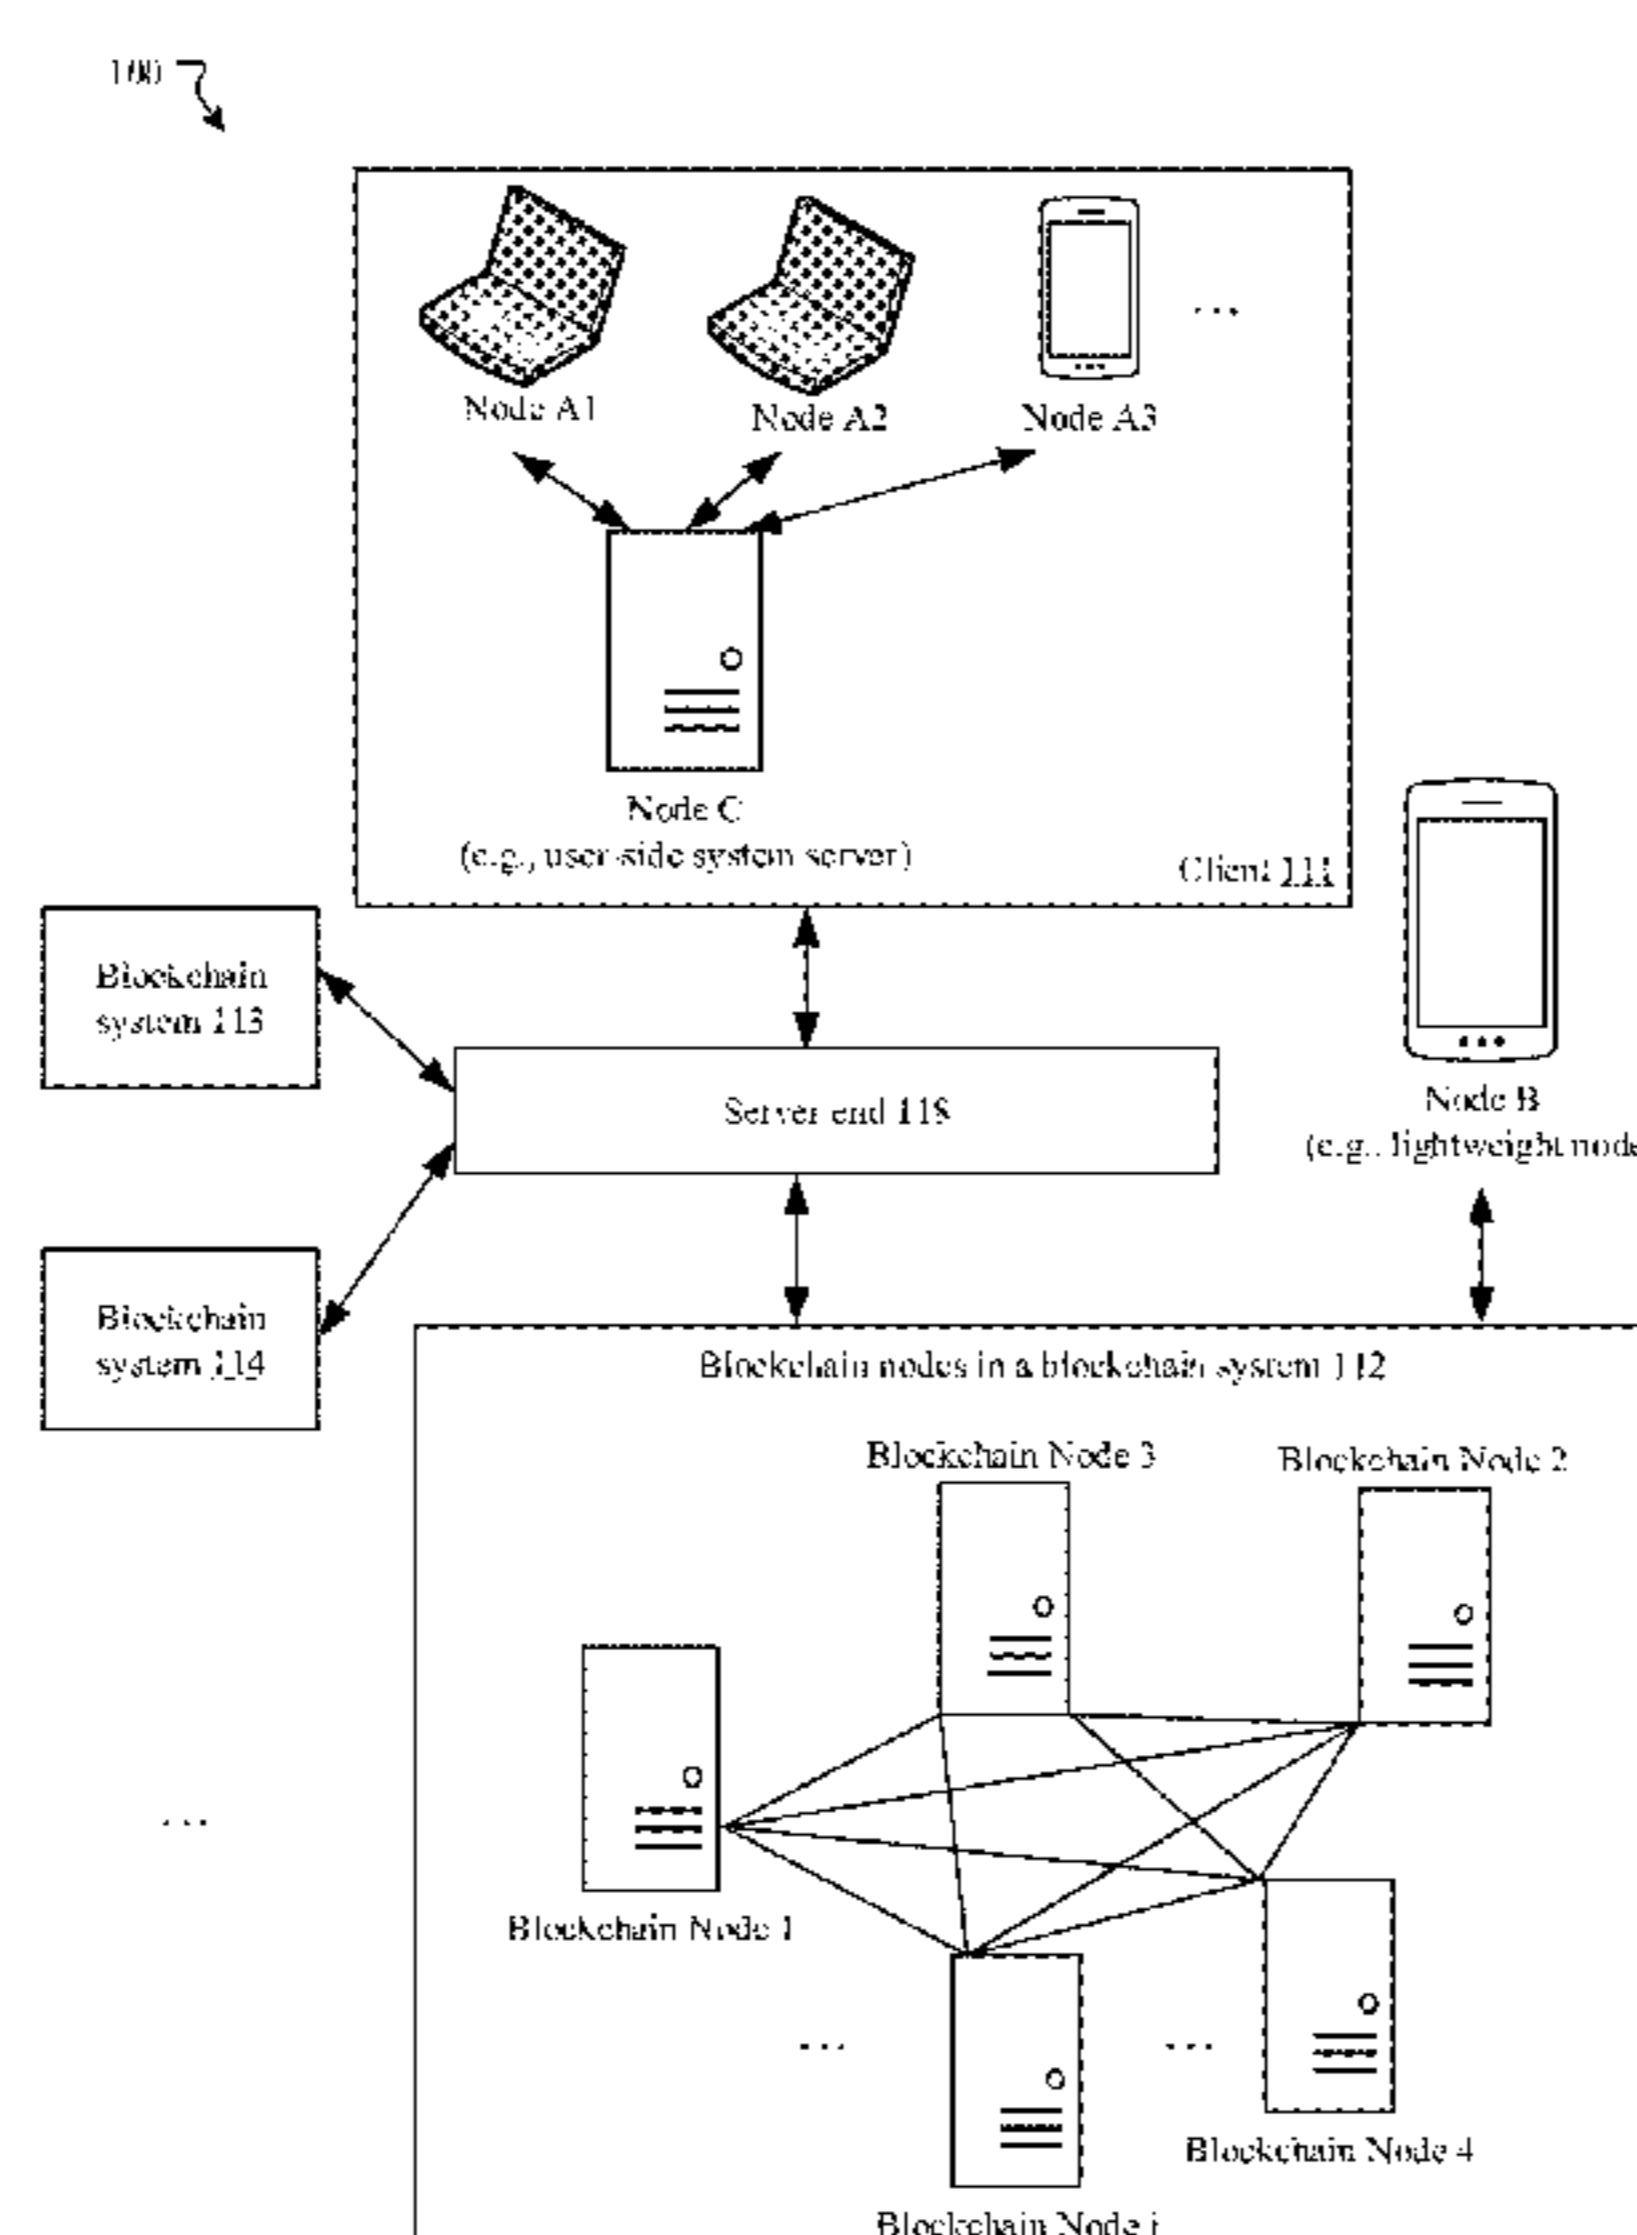 100
Node A1
Node A2
Node A3
...
Node C
(e.g., user-side system server)
Client 111
Blockchain
system 113
Server end 118
Node B
(e.g., lightweight node
Blockchain
system 114
Blockchain nodes in a blockchain system 112
Blockchain Node 3
Blockchain Node 2
...
Blockchain Node 1
...
...
Blockchain Node 4
Blockchain Node i